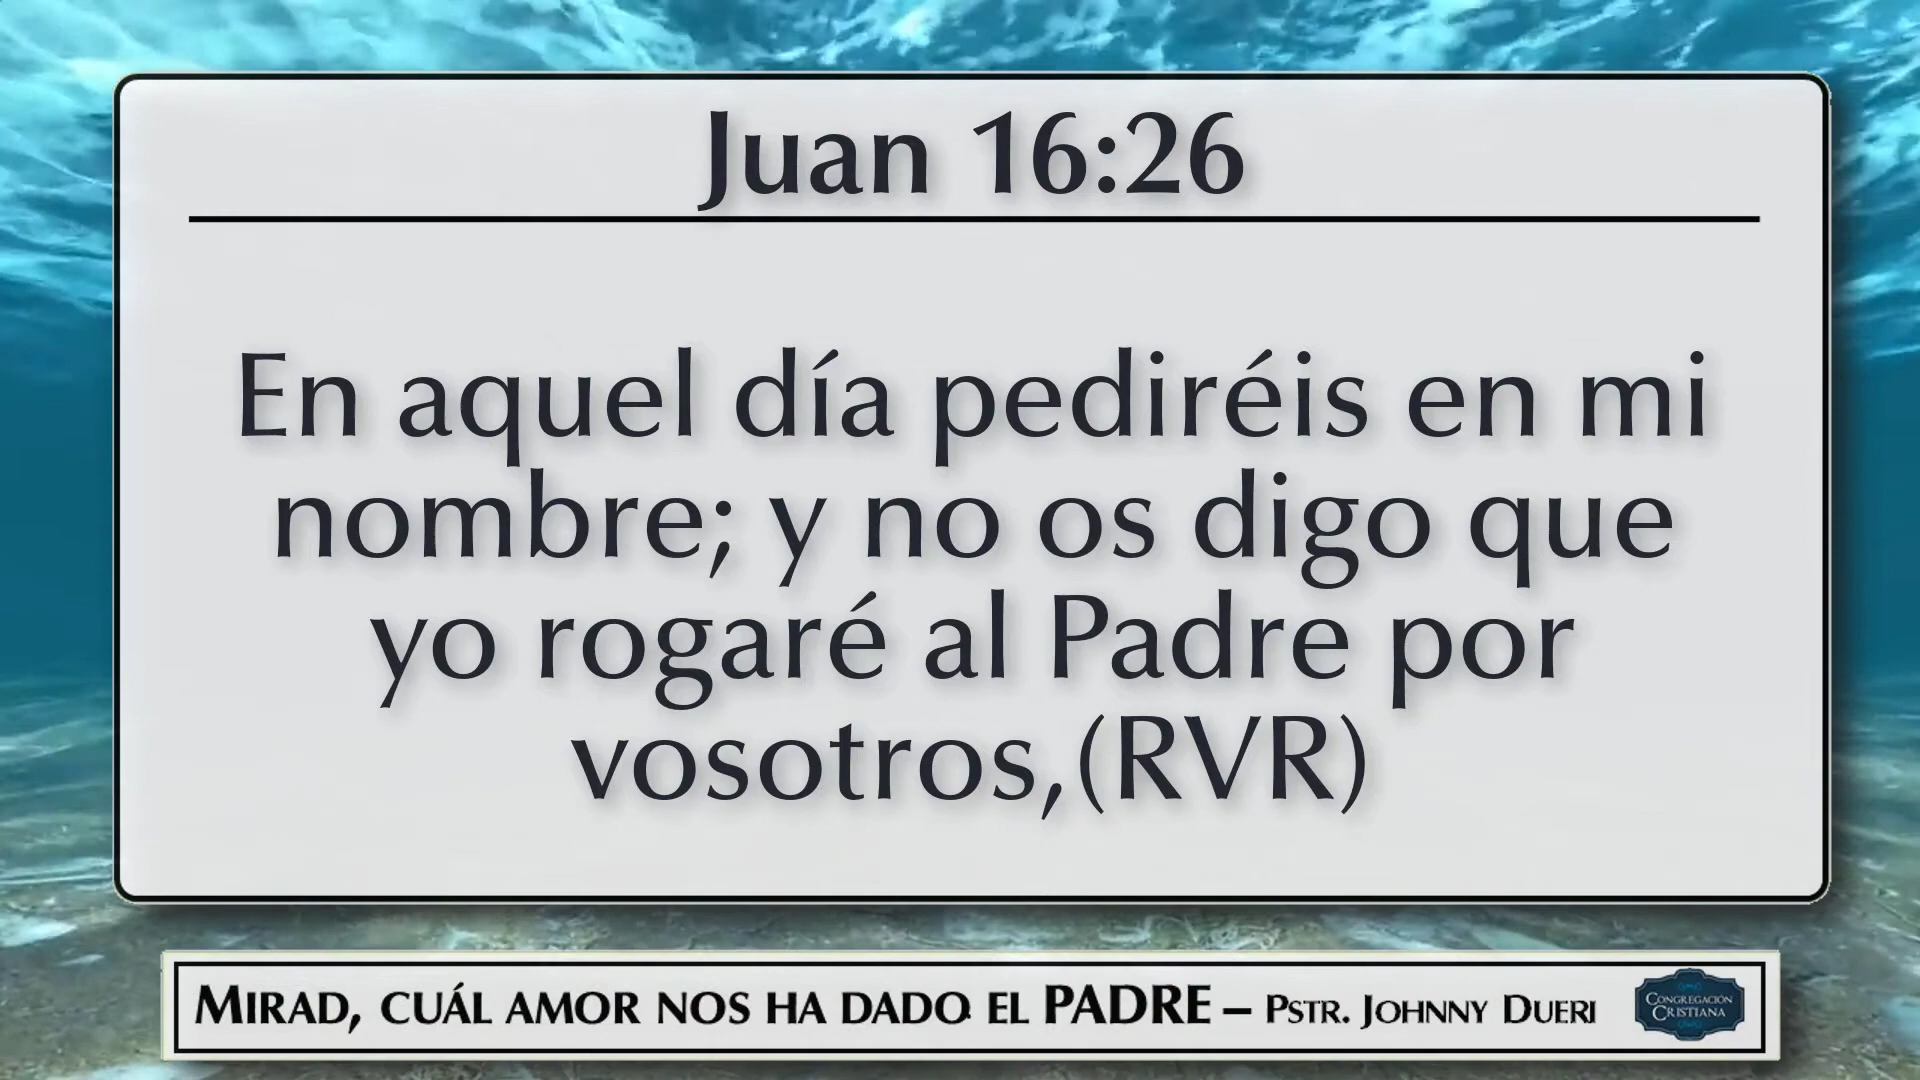 Juan 16:26
En aquel día pediréis en mi
nombre; y no os digo que
yo rogaré al Padre por
vosotros,(RVR)
MIRAD, CUÁL AMOR NOS HA DADO EL PADRE – PSTR. JOHNNY DUERI
CONGREGACIÓN
CRISTIANA